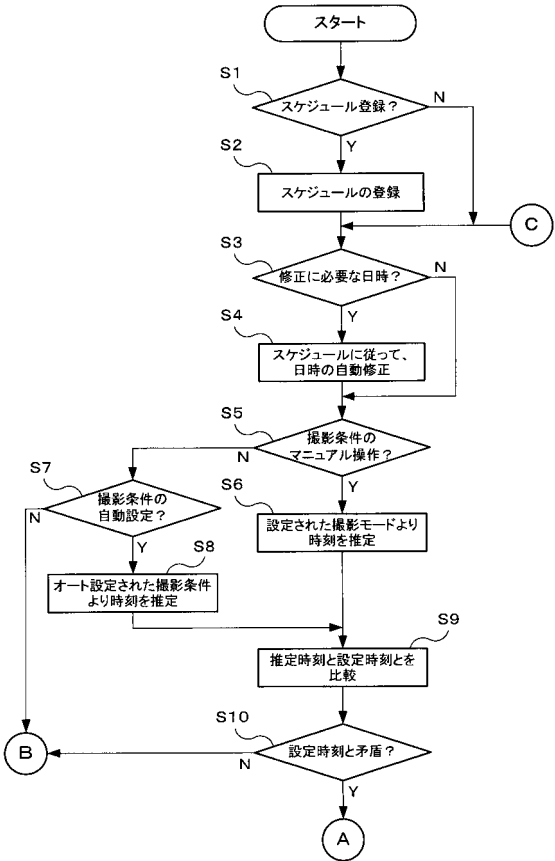 スタート
S1
スケジュール登録？
N
Y
S2
スケジュールの登録
C
S3
修正に必要な日時？
N
Y
S4
スケジュールに従って、
日時の自動修正
S5
撮影条件の
マニュアル操作？
N
Y
S7
撮影条件の
自動設定？
N
Y
S6
設定された撮影モードより
時刻を推定
S8
オート設定された撮影条件
より時刻を推定
S9
推定時刻と設定時刻とを
比較
S10
設定時刻と矛盾？
N
Y
B
A